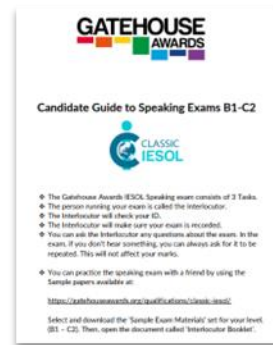 GATEHOUSE
AWARDS
Candidate Guide to Speaking Exams B1-C2
CLASSIC
IESOL
❖ The Gatehouse Awards IESOL Speaking exam consists of 3 Tasks.
❖ The person running your exam is called the Interlocutor.
❖ The Interlocutor will check your ID.
❖ The Interlocutor will make sure your exam is recorded.
❖ You can ask the Interlocutor any questions about the exam. In the
exam, if you don't hear something, you can always ask for it to be
repeated. This will not affect your marks.
❖ You can practice the speaking exam with a friend by using the
Sample papers available at:
https://gatehouseawards.org/qualifications/classic-iesol/
Select and download the 'Sample Exam Materials' set for your level.
(B1 – C2). Then, open the document called 'Interlocutor Booklet'.